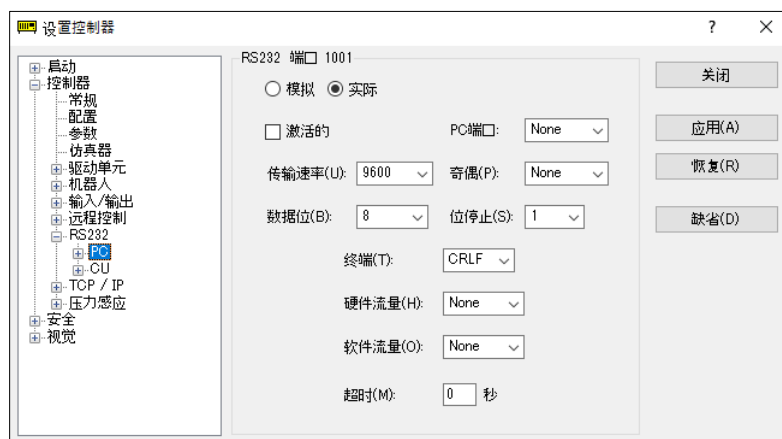 设置控制器
? ×
启动
控制器
常规
配置
参数
仿真器
驱动单元
机器人
输入/输出
远程控制
RS232
PC
CU
TCP / IP
压力感应
安全
视觉
RS232 端口 1001
模拟 实际
激活的 PC端口: None
传输速率(U): 9600 奇偶(P): None
数据位(B): 8 位停止(S): 1
终端(T): CRLF
硬件流量(H): None
软件流量(O): None
超时(M): 0 秒
关闭
应用(A)
恢复(R)
缺省(D)